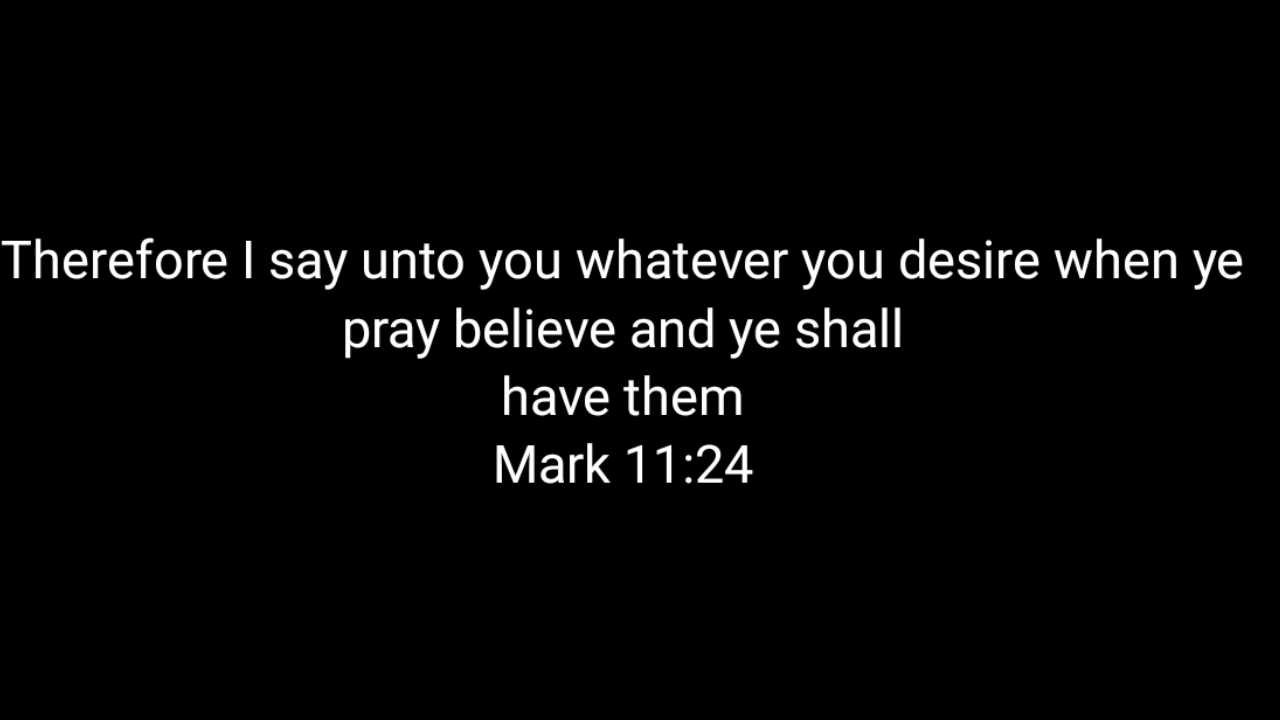 Therefore I say unto you whatever you desire when ye
pray believe and ye shall
have them
Mark 11:24